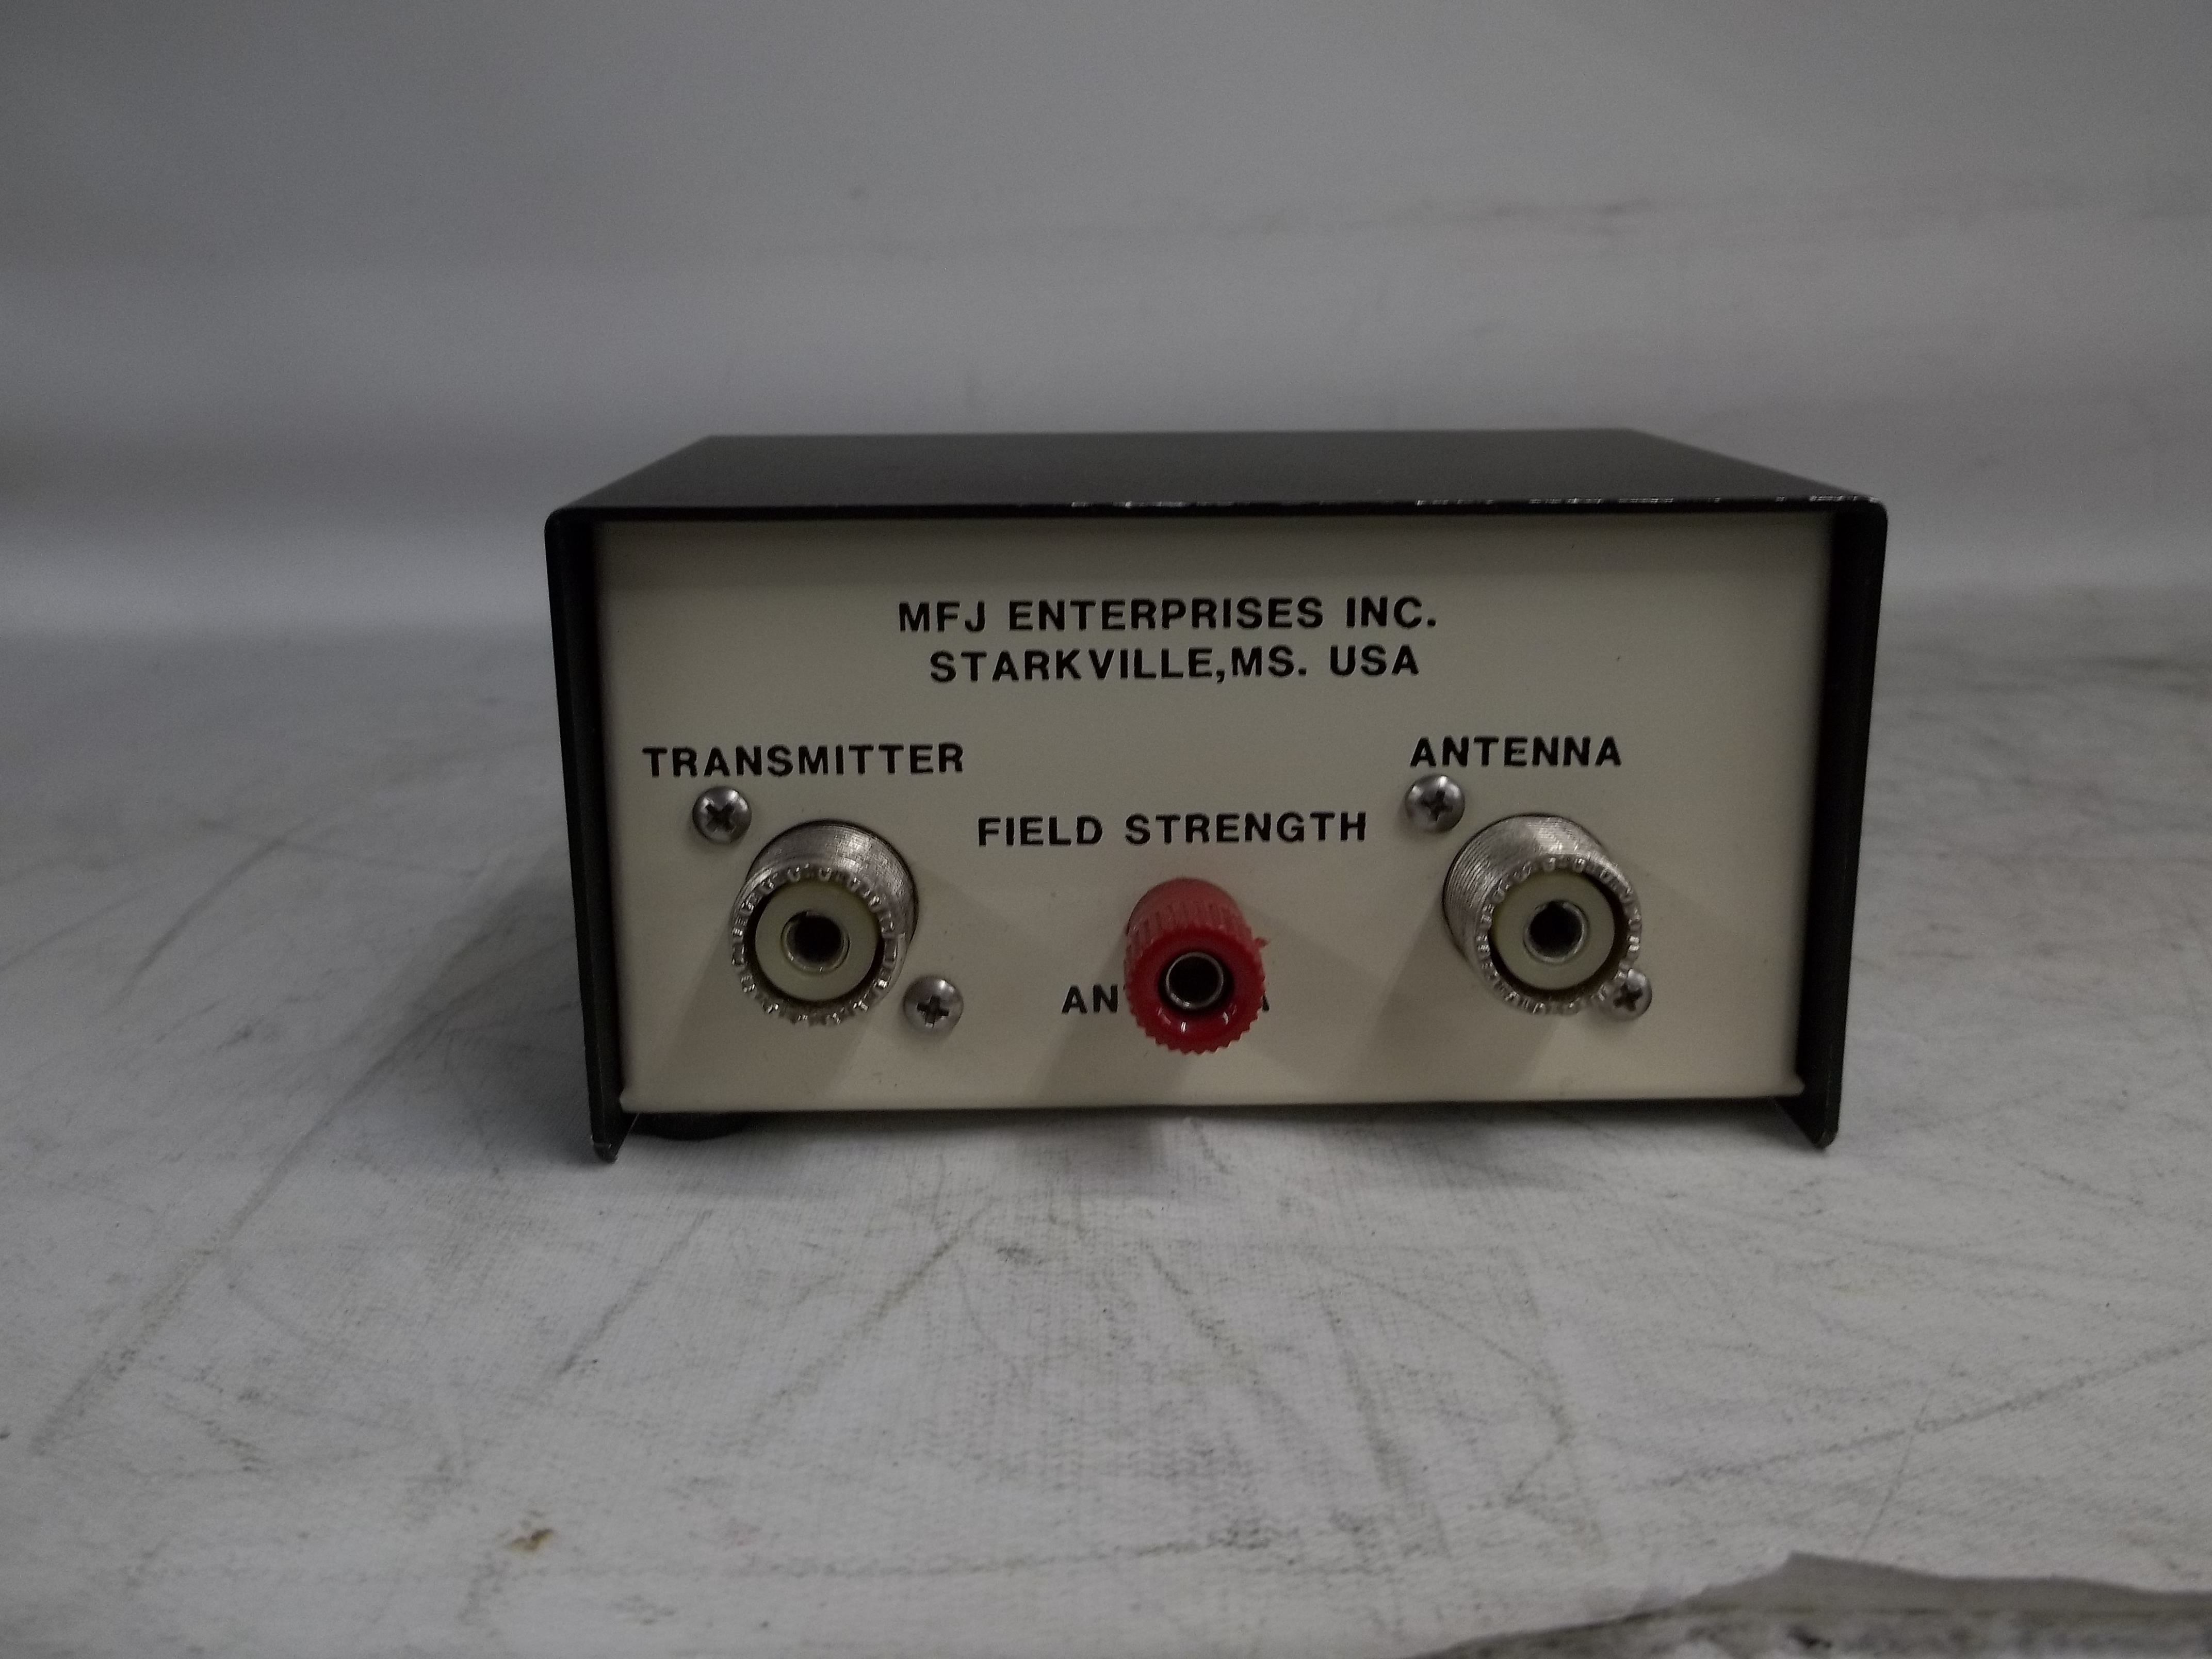 MFJ ENTERPRISES INC.
STARKVILLE,MS. USA
TRANSMITTER
ANTENNA
FIELD STRENGTH